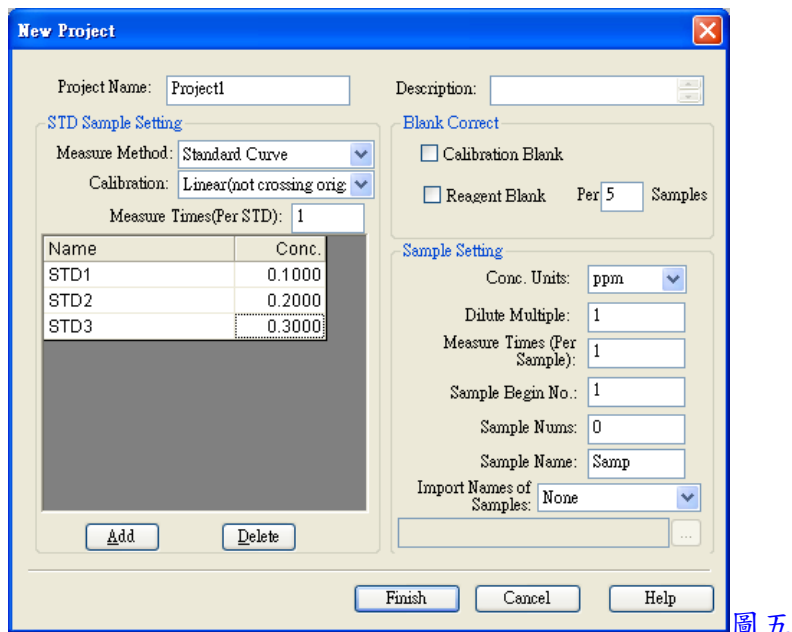 New Project
Project Name: Project1
Description:
STD Sample Setting
Measure Method: Standard Curve
Calibration: Linear(not crossing orig
Measure Times(Per STD): 1
Name Conc.
STD1 0.1000
STD2 0.2000
STD3 0.3000
Add Delete
Blank Correct
Calibration Blank
Reagent Blank Per 5 Samples
Sample Setting
Conc. Units: ppm
Dilute Multiple: 1
Measure Times (Per
Sample): 1
Sample Begin No.: 1
Sample Nums: 0
Sample Name: Samp
Import Names of
Samples: None
...
Finish Cancel Help
圖五